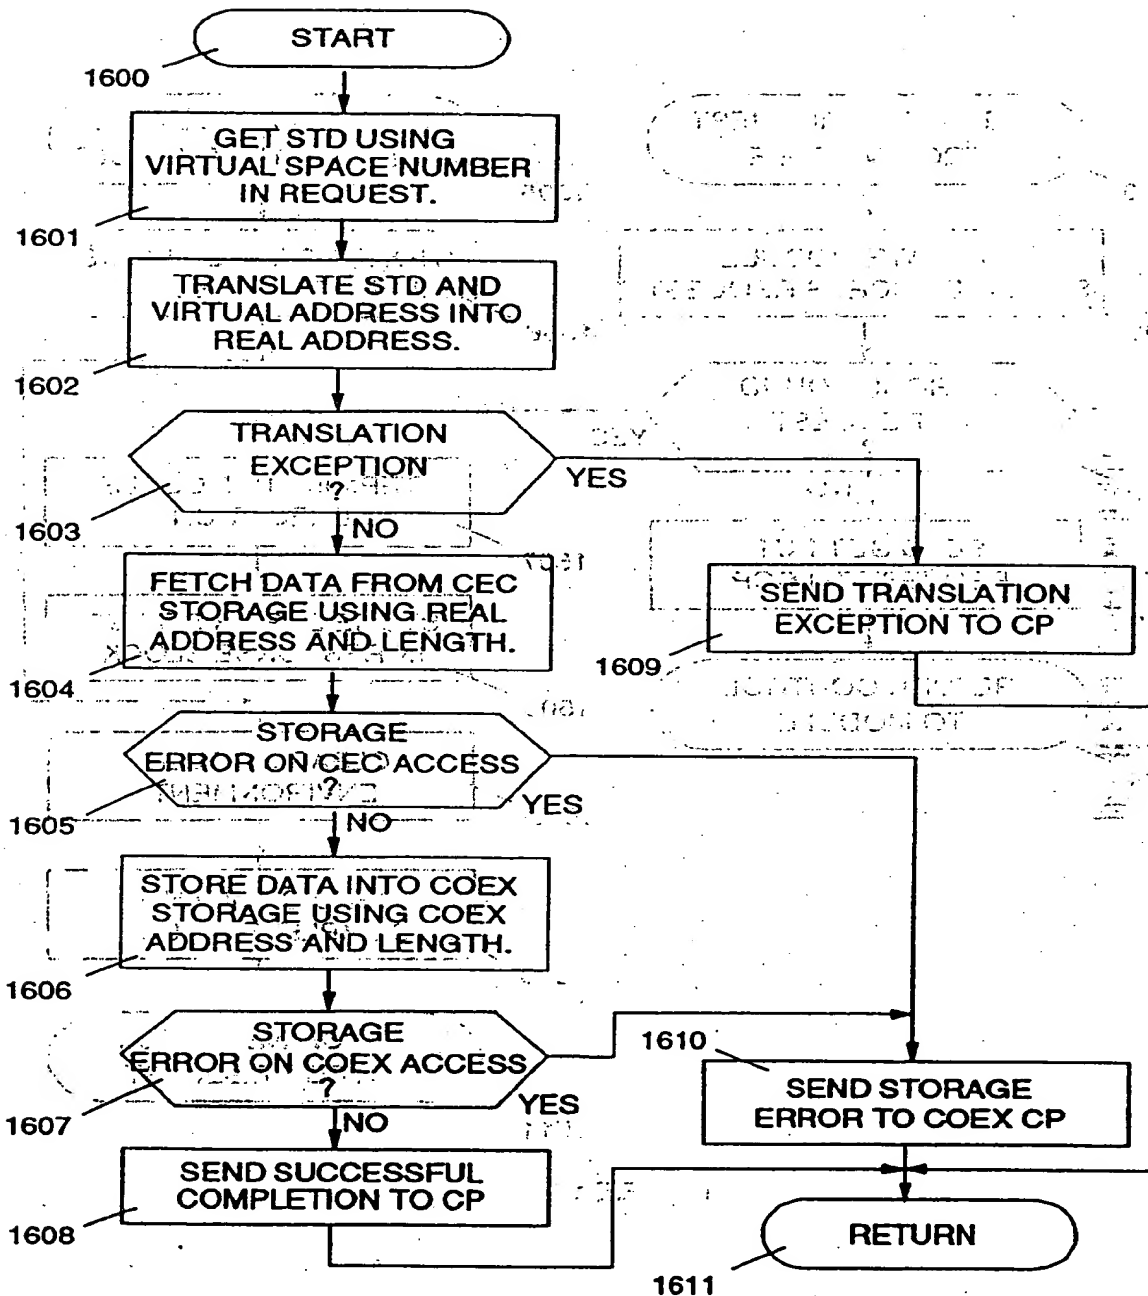 START
1600
GET STD USING
VIRTUAL SPACE NUMBER
IN REQUEST.
1601
TRANSLATE STD AND
VIRTUAL ADDRESS INTO
REAL ADDRESS.
1602
TRANSLATION
EXCEPTION
?
YES
1603
NO
FETCH DATA FROM CEC
STORAGE USING REAL
ADDRESS AND LENGTH.
1604
SEND TRANSLATION
EXCEPTION TO CP
1609
STORAGE
ERROR ON CEC ACCESS
?
YES
1605
NO
STORE DATA INTO COEX
STORAGE USING COEX
ADDRESS AND LENGTH.
1606
STORAGE
ERROR ON COEX ACCESS
?
YES
1607
NO
1610
SEND STORAGE
ERROR TO COEX CP
SEND SUCCESSFUL
COMPLETION TO CP
1608
RETURN
1611